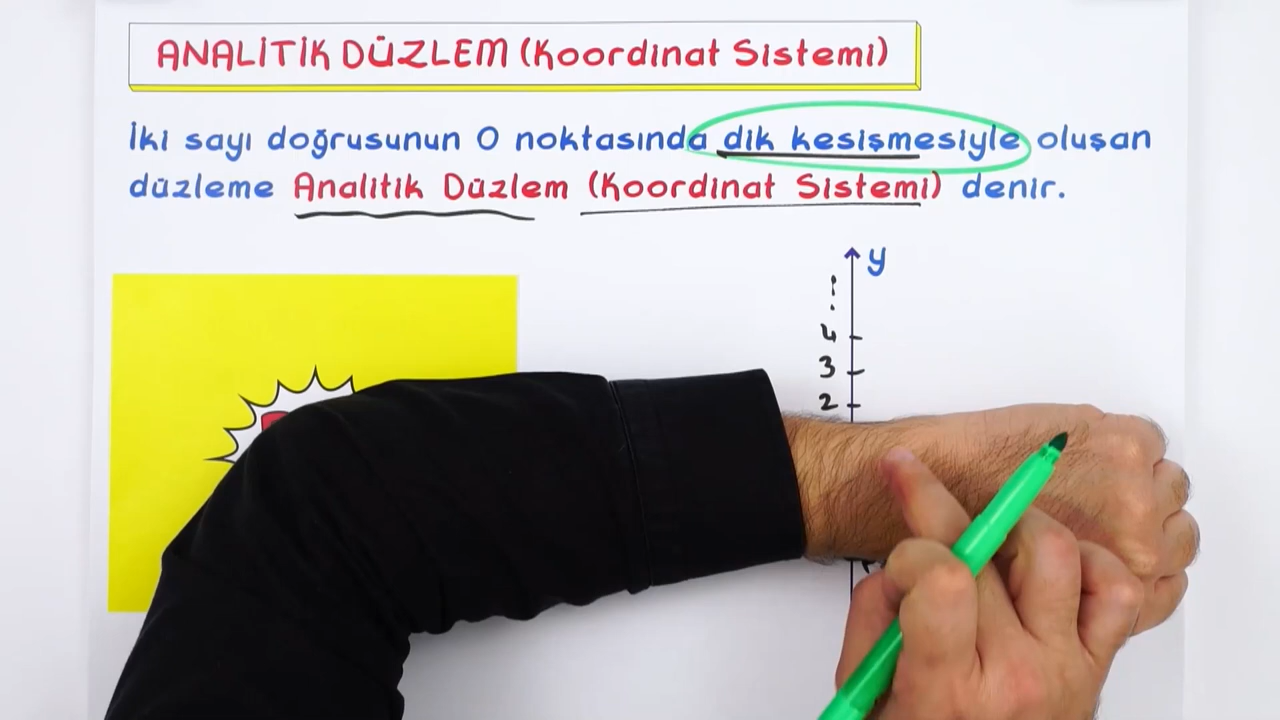 ANALİTİK DÜZLEM (Koordinat Sistemi)
İki sayı doğrusunun 0 noktasında dik kesişmesiyle oluşan
düzleme Analitik Düzlem (Koordinat Sistemi) denir.
y
4
3
2